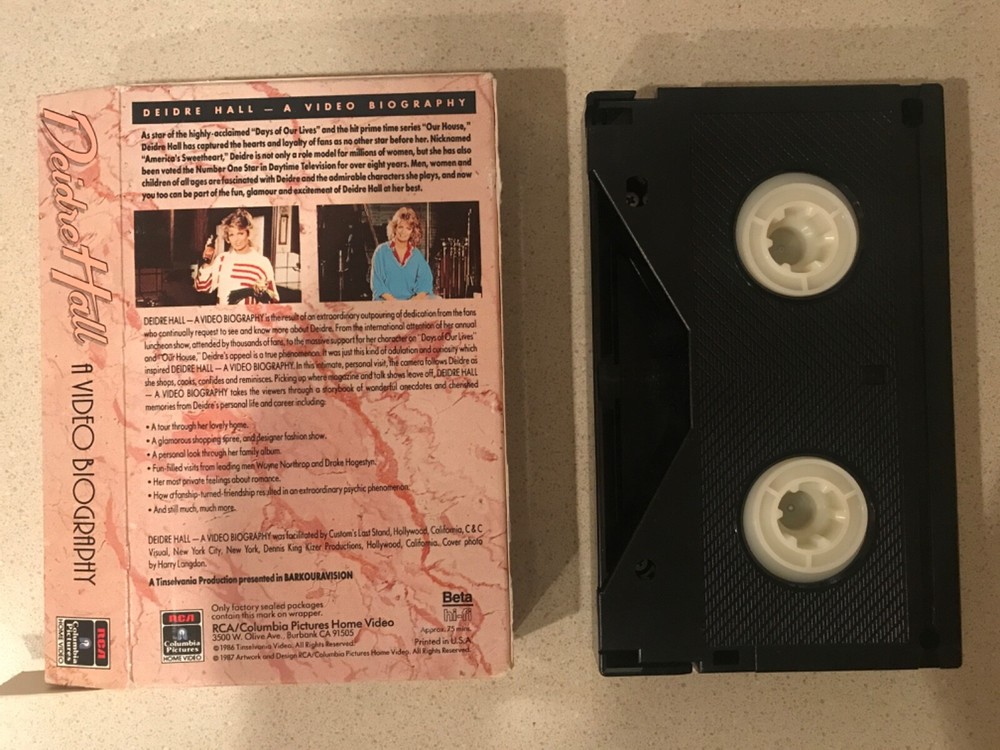 Deidre Hall A VIDEO BIOGRAPHY
RCA
Columbia
Pictures
HOME VIDEO
DEIDRE HALL — A VIDEO BIOGRAPHY
As star of the highly-acclaimed "Days of Our Lives" and the hit prime time series "Our House,"
Deidre Hall has captured the hearts and loyalty of fans as no other star before her. Nicknamed
"America's Sweetheart," Deidre is not only a role model for millions of women, but she has also
been voted the Number One Star in Daytime Television for over eight years. Men, women and
children of all ages are fascinated with Deidre and the admirable characters she plays, and now
you too can be part of the fun, glamour and excitement of Deidre Hall at her best.
DEIDRE HALL — A VIDEO BIOGRAPHY is the result of an extraordinary outpouring of dedication from the fans
who continually request to see and know more about Deidre. From the international attention of her annual
luncheon show, attended by thousands of fans, to the massive support for her character on "Days of Our Lives"
and "Our House," Deidre's appeal is a true phenomenon. It was just this kind of adulation and curiosity which
inspired DEIDRE HALL — A VIDEO BIOGRAPHY. In this intimate, personal visit, the camera follows Deidre as
she shops, cooks, confides and reminisces. Picking up where magazine and talk shows leave off, DEIDRE HALL
— A VIDEO BIOGRAPHY takes the viewers through a storybook of wonderful anecdotes and cherished
memories from Deidre's personal life and career including:
• A tour through her lovely home.
• A glamorous shopping spree, and designer fashion show.
• A personal look through her family album.
• Fun-filled visits from leading men Wayne Northrop and Drake Hogestyn.
• Her most private feelings about romance.
• How a fanship-turned-friendship resulted in an extraordinary psychic phenomenon.
• And still much, much more.
DEIDRE HALL — A VIDEO BIOGRAPHY was facilitated by Custom's Last Stand, Hollywood, California, C & C
Visual, New York City, New York, Dennis King Kizer Productions, Hollywood, California. Cover photo
by Harry Langdon.
A Tinselvania Production presented in BARKOURAVISION
RCA
Columbia
Pictures
HOME VIDEO
Only factory sealed packages
contain this mark on wrapper.
RCA/Columbia Pictures Home Video
3500 W. Olive Ave., Burbank CA 91505
© 1986 Tinselvania Video, All Rights Reserved.
© 1987 Artwork and Design RCA/Columbia Pictures Home Video. All Rights Reserved.
Beta
hi-fi
Approx. 75 min.
Printed in U.S.A.